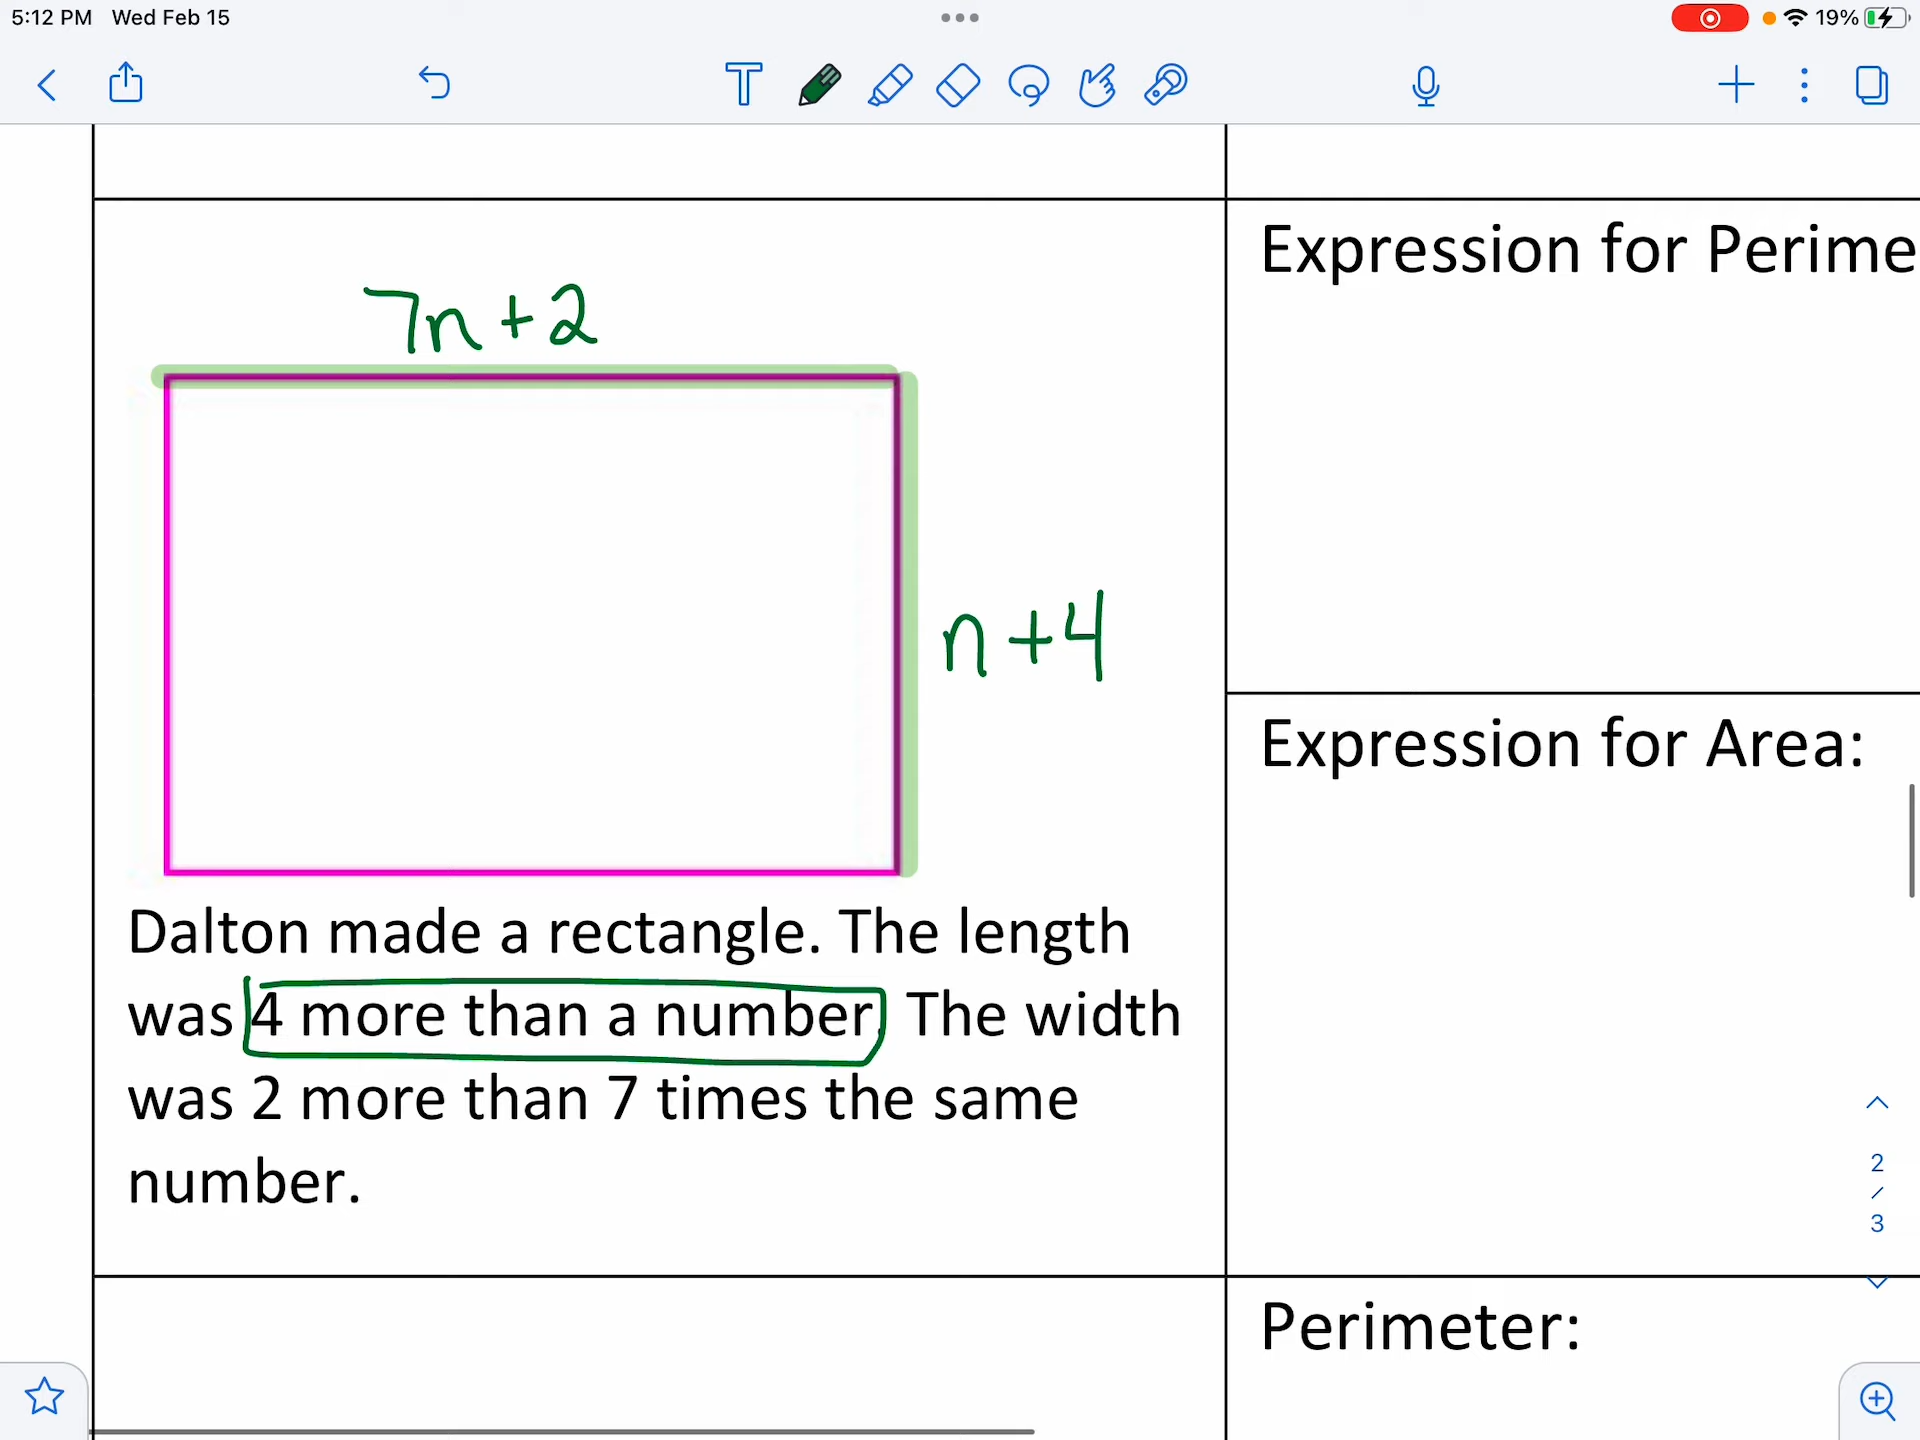 5:12 PM Wed Feb 15
19%
T
Expression for Perime
7n+2
n+4
Expression for Area:
Dalton made a rectangle. The length
was 4 more than a number. The width
was 2 more than 7 times the same
number.
2
/
3
Perimeter: